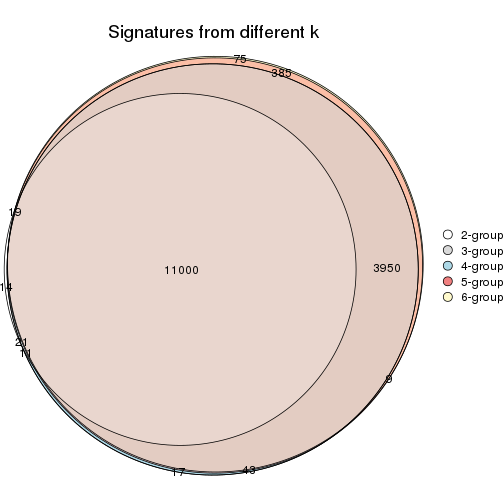 Signatures from different k
75
385
19
2-group
3-group
4-group
5-group
6-group
11000
3950
14
21
11
9
17
43